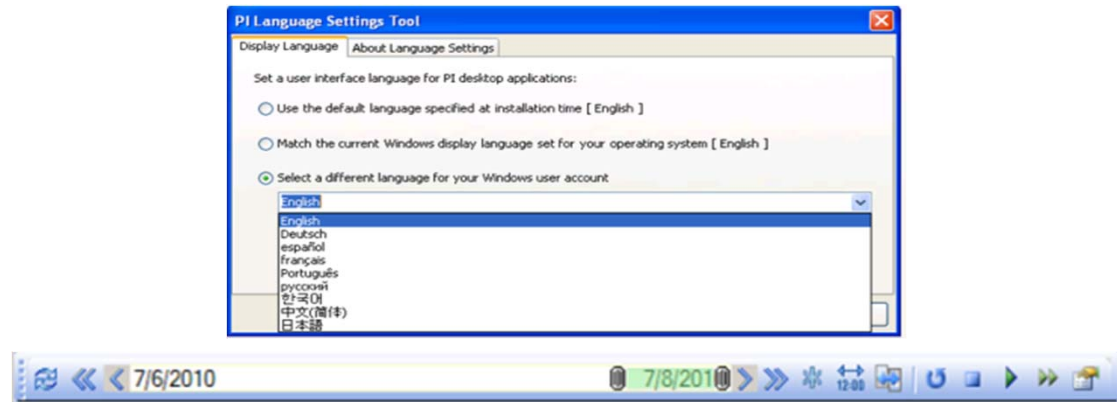 PI Language Settings Tool
Display Language About Language Settings
Set a user interface language for PI desktop applications:
Use the default language specified at installation time [ English ]
Match the current Windows display language set for your operating system [ English ]
Select a different language for your Windows user account
English
English
Deutsch
español
français
Português
русский
한국어
中文(简体)
日本語
7/6/2010 7/8/2010 12:00